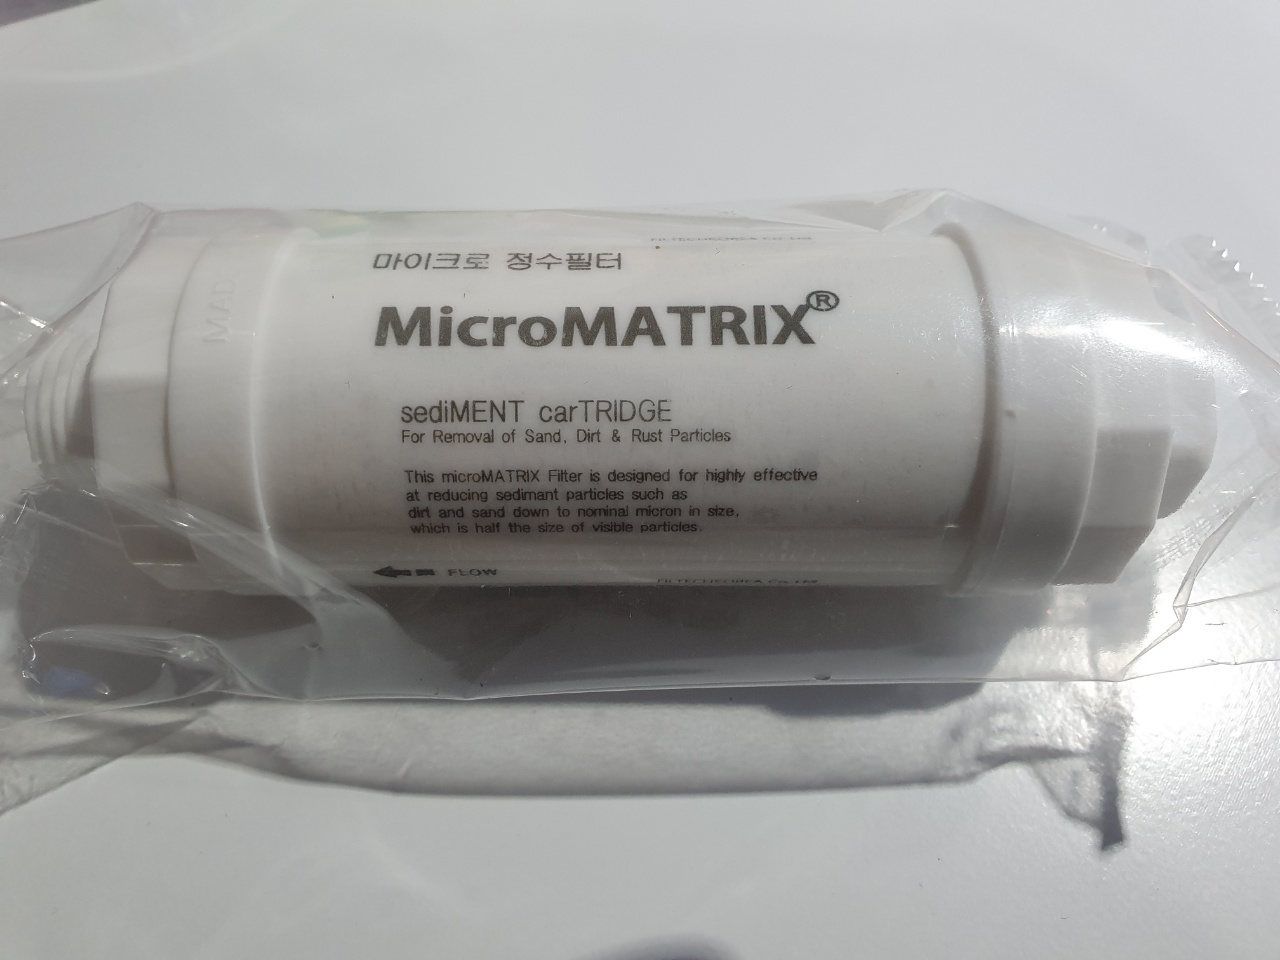 마이크로 정수필터
MicroMATRIX®
sediMENT carTRIDGE
For Removal of Sand, Dirt & Rust Particles
This microMATRIX Filter is designed for highly effective
at reducing sedimant particles such as
dirt and sand down to nominal micron in size,
which is half the size of visible particles.
FLOW